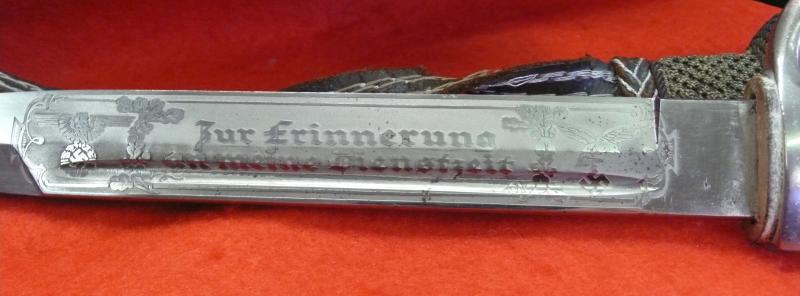 Zur Erinnerung
an meine Dienstzeit